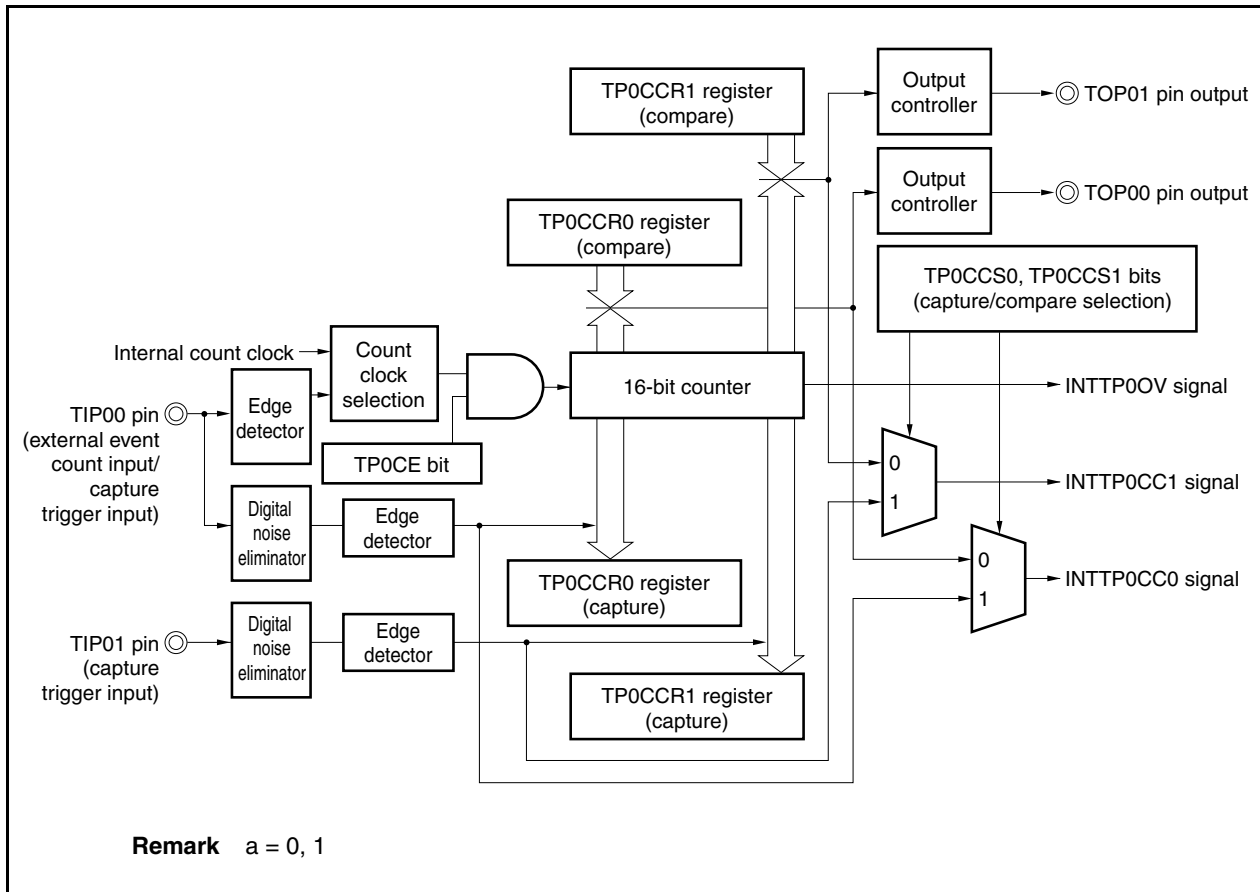 TP0CCR1 register
(compare)
Output
controller
TOP01 pin output
Output
controller
TOP00 pin output
TP0CCR0 register
(compare)
TP0CCS0, TP0CCS1 bits
(capture/compare selection)
Internal count clock
Count
clock
selection
16-bit counter
INTTP0OV signal
TIP00 pin
(external event
count input/
capture
trigger input)
Edge
detector
TP0CE bit
0
1
INTTP0CC1 signal
Digital
noise
eliminator
Edge
detector
TP0CCR0 register
(capture)
0
1
INTTP0CC0 signal
TIP01 pin
(capture
trigger input)
Digital
noise
eliminator
Edge
detector
TP0CCR1 register
(capture)
Remark a = 0, 1